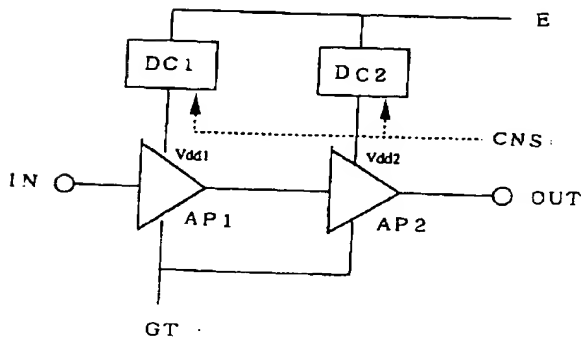 E
DC1
DC2
CNS
Vdd1
Vdd2
IN
OUT
AP1
AP2
GT